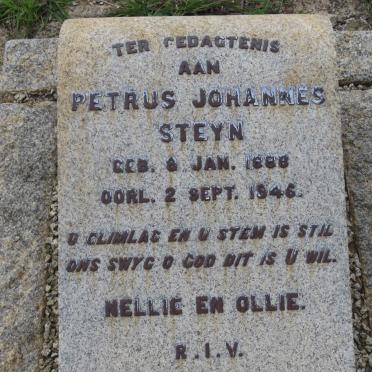 TER GEDAGTENIS
AAN
PETRUS JOHANNES
STEYN
GEB. 8 JAN. 1888
OORL. 2 SEPT. 1946.
U GLIMLAG EN U STEM IS STIL
ONS SWYG O GOD DIT IS U WIL.
NELLIE EN OLLIE.
R.I.V.